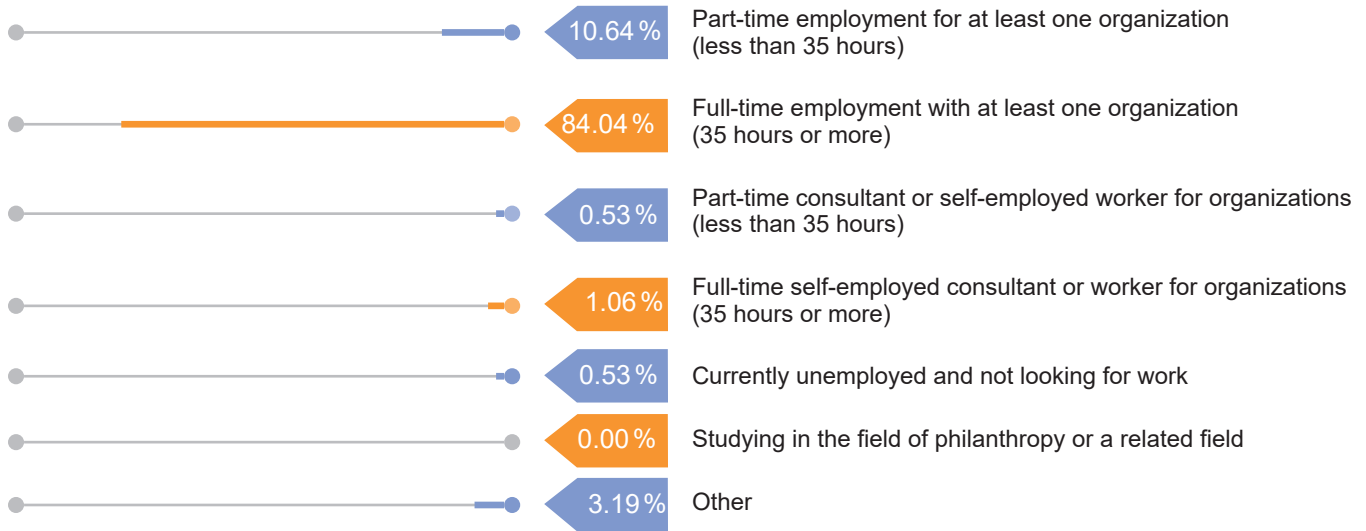 10.64 %
Part-time employment for at least one organization
(less than 35 hours)
84.04 %
Full-time employment with at least one organization
(35 hours or more)
0.53 %
Part-time consultant or self-employed worker for organizations
(less than 35 hours)
1.06 %
Full-time self-employed consultant or worker for organizations
(35 hours or more)
0.53 %
Currently unemployed and not looking for work
0.00 %
Studying in the field of philanthropy or a related field
3.19 %
Other